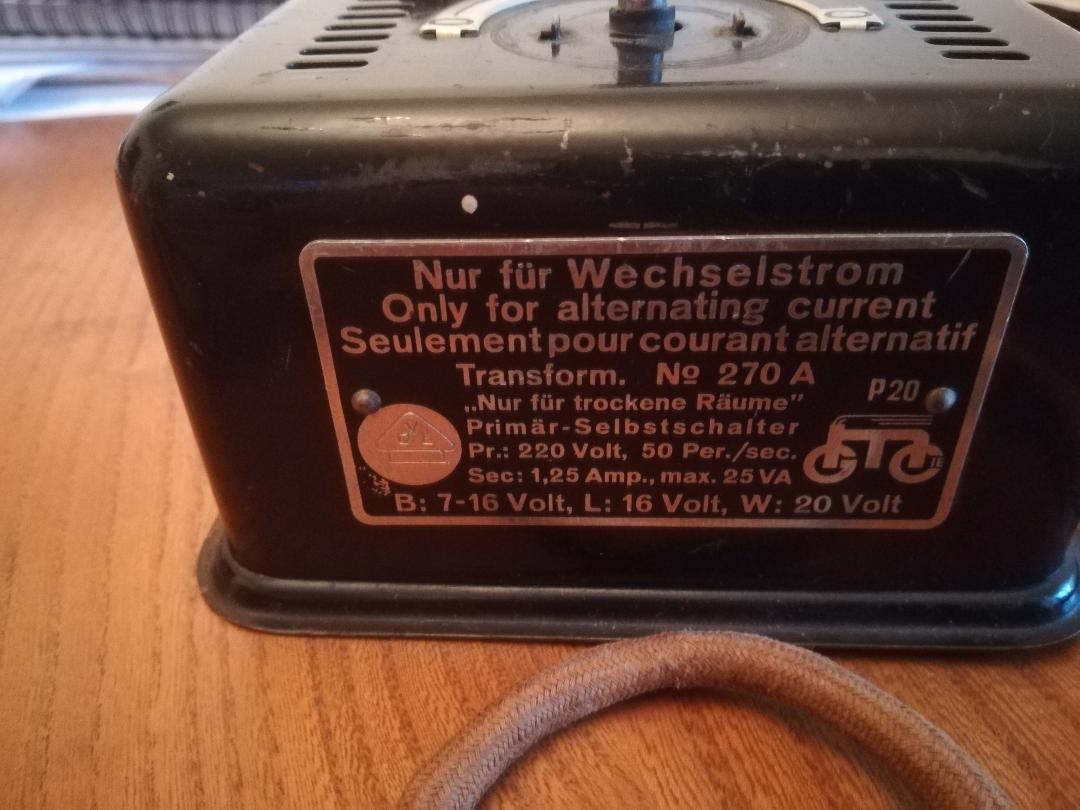 Nur für Wechselstrom
Only for alternating current
Seulement pour courant alternatif
Transform. No 270 A
P20
„Nur für trockene Räume”
Primär-Selbstschalter
Pr.: 220 Volt, 50 Per./sec.
Sec: 1,25 Amp., max. 25 VA
B: 7-16 Volt, L: 16 Volt, W: 20 Volt